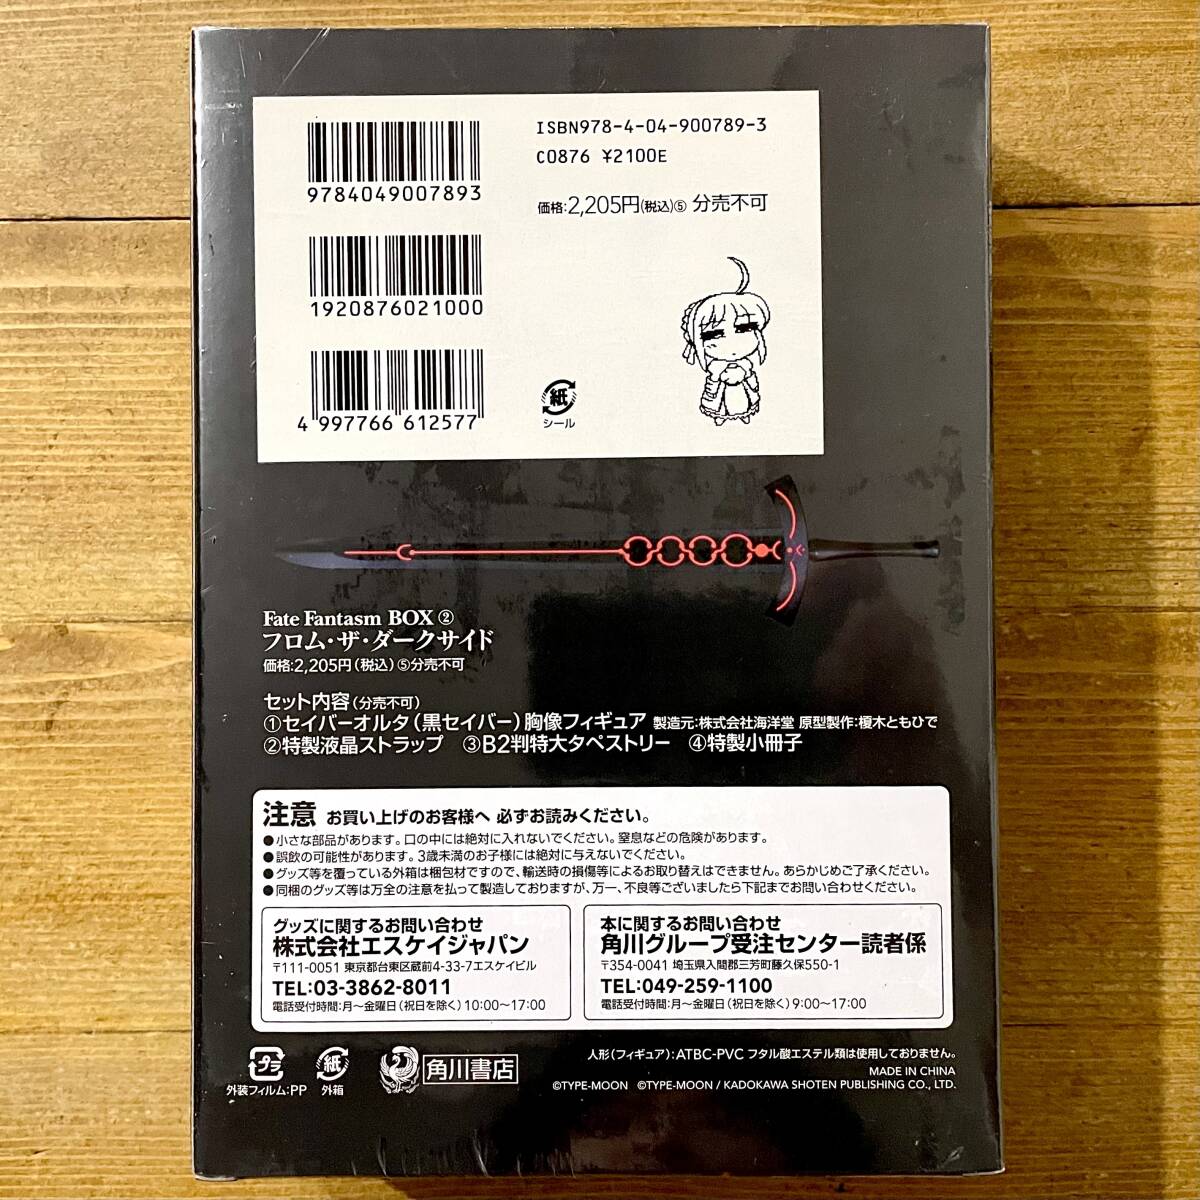 ISBN978-4-04-900789-3
C0876 ¥2100E
価格:2,205円(税込)⑤ 分売不可
9784049007893
1920876021000
4 997766 612577
紙
シール
Fate Fantasm BOX ②
フロム・ザ・ダークサイド
価格:2,205円(税込)⑤分売不可
セット内容(分売不可)
①セイバーオルタ(黒セイバー)胸像フィギュア 製造元:株式会社海洋堂 原型製作:榎木ともひで
②特製液晶ストラップ ③B2判特大タペストリー ④特製小冊子
注意 お買い上げのお客様へ 必ずお読みください。
●小さな部品があります。口の中には絶対に入れないでください。窒息などの危険があります。
●誤飲の可能性があります。3歳未満のお子様には絶対に与えないでください。
●グッズ等を覆っている外箱は梱包材ですので、輸送時の損傷等によるお取り替えはできません。あらかじめご了承ください。
●同梱のグッズ等は万全の注意を払って製造しておりますが、万一、不良等ございましたら下記までお問い合わせください。
グッズに関するお問い合わせ
株式会社エスケイジャパン
〒111-0051 東京都台東区蔵前4-33-7エスケイビル
TEL:03-3862-8011
電話受付時間:月〜金曜日(祝日を除く)10:00〜17:00
本に関するお問い合わせ
角川グループ受注センター読者係
〒354-0041 埼玉県入間郡三芳町藤久保550-1
TEL:049-259-1100
電話受付時間:月〜金曜日(祝日を除く)9:00〜17:00
プラ
外装フィルム:PP
紙
外箱
角川書店
人形(フィギュア):ATBC-PVC フタル酸エステル類は使用しておりません。
MADE IN CHINA
©TYPE-MOON ©TYPE-MOON / KADOKAWA SHOTEN PUBLISHING CO., LTD.